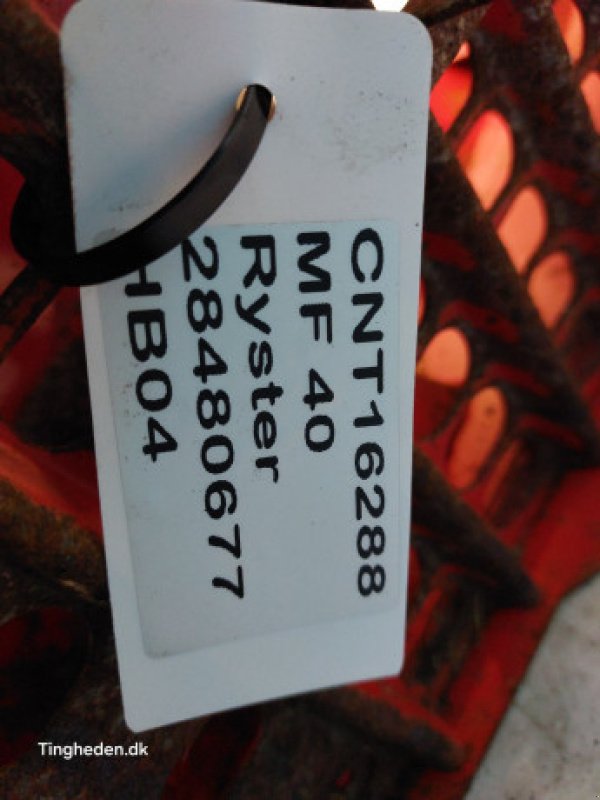 CNT16288
MF 40
Ryster
28480677
HB04
Tingheden.dk